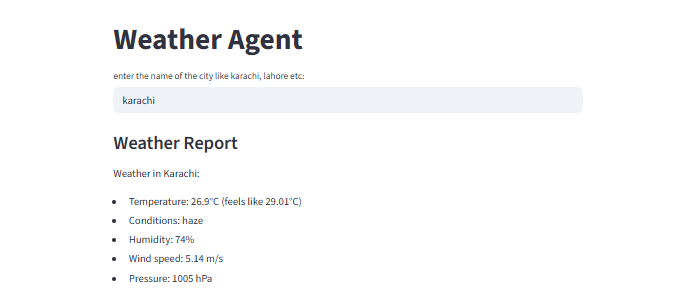 Weather Agent
enter the name of the city like karachi, lahore etc:
karachi
Weather Report
Weather in Karachi:
• Temperature: 26.9°C (feels like 29.01°C)
• Conditions: haze
• Humidity: 74%
• Wind speed: 5.14 m/s
• Pressure: 1005 hPa